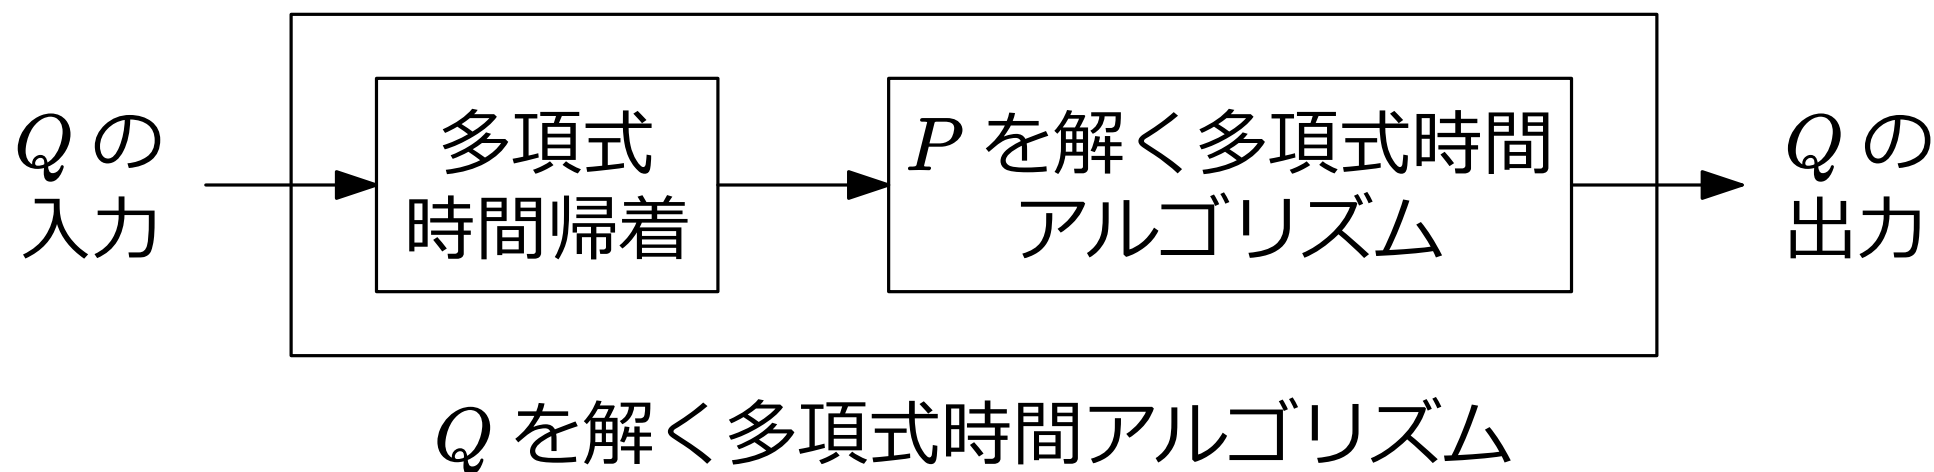 Q の
入力
多項式
時間帰着
P を解く多項式時間
アルゴリズム
Q の
出力
Q を解く多項式時間アルゴリズム